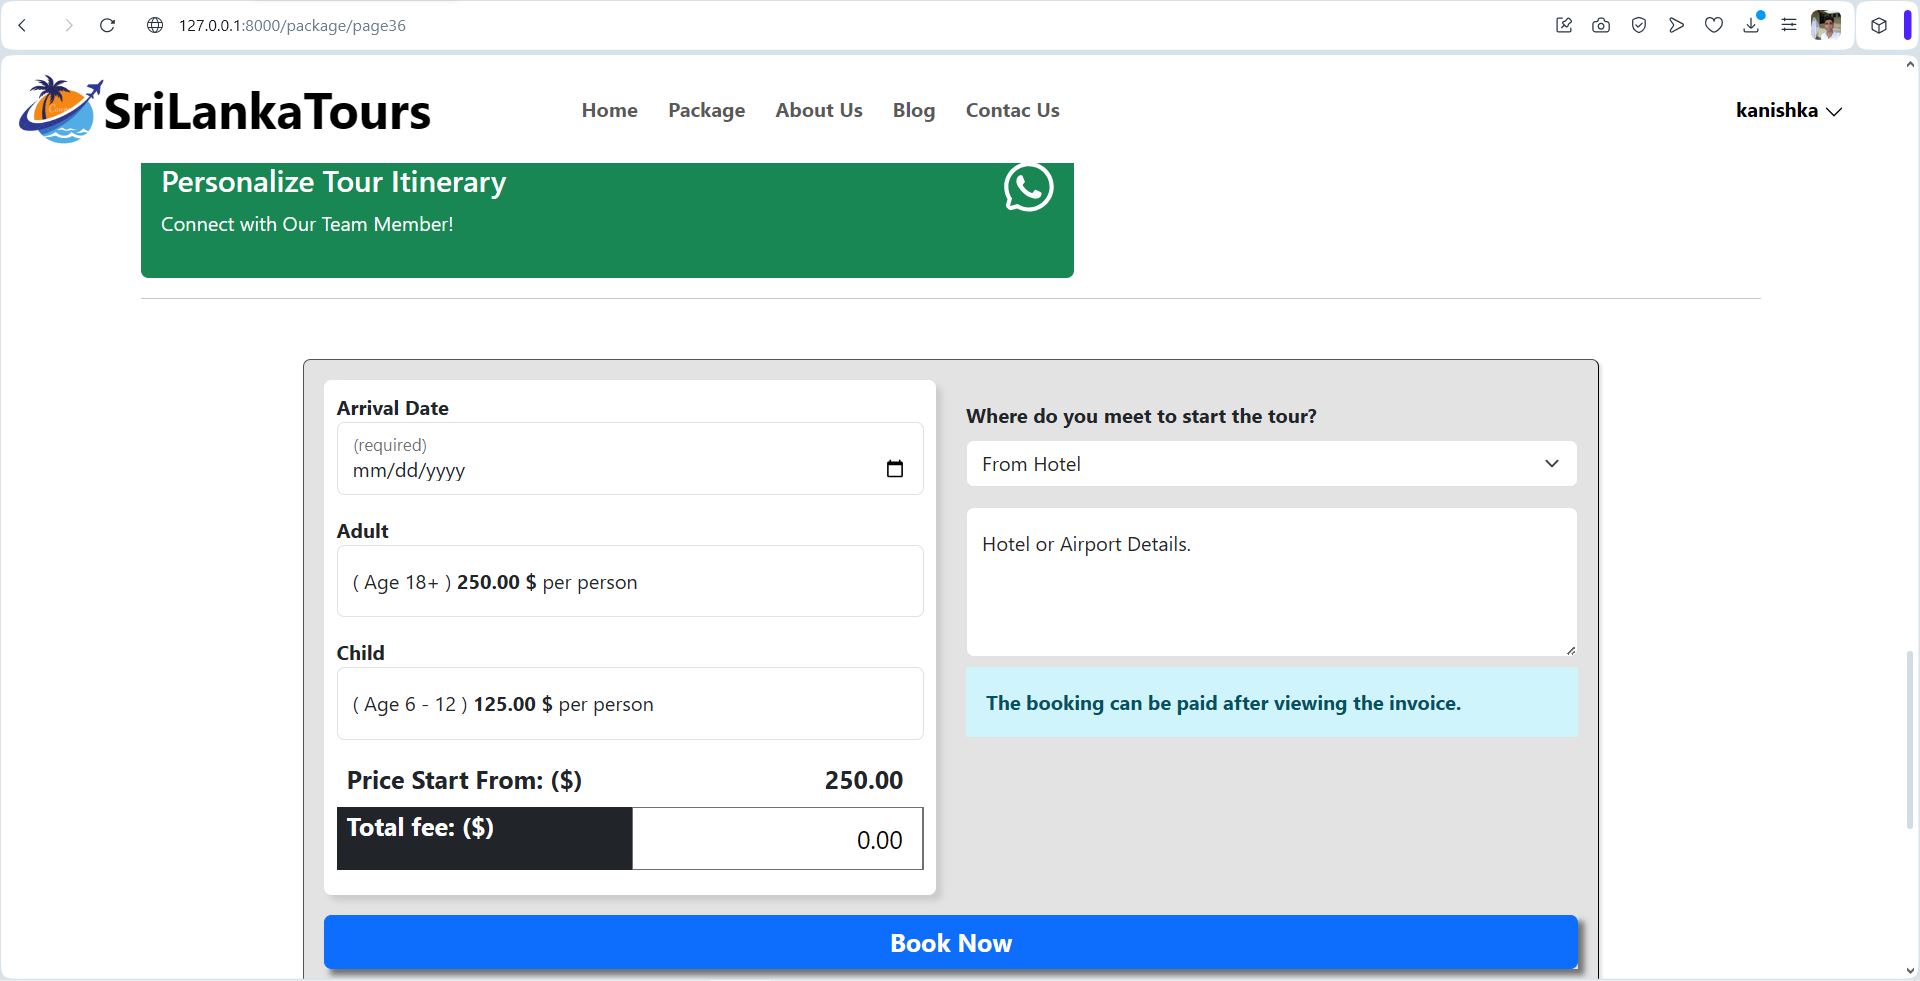 127.0.0.1:8000/package/page36
SriLankaTours
Home Package About Us Blog Contac Us
kanishka
Personalize Tour Itinerary
Connect with Our Team Member!
Arrival Date
(required)
mm/dd/yyyy
Adult
( Age 18+ ) 250.00 $ per person
Child
( Age 6 - 12 ) 125.00 $ per person
Price Start From: ($) 250.00
Total fee: ($) 0.00
Where do you meet to start the tour?
From Hotel
Hotel or Airport Details.
The booking can be paid after viewing the invoice.
Book Now